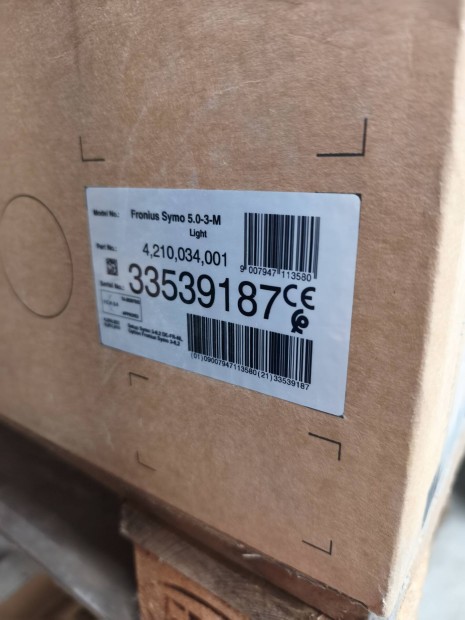 Model No.: Fronius Symo 5.0-3-M
Light
9 007947 113580
Part No.: 4,210,034,001
Serial No.: 33539187
CE
(01)09007947113580(21)33539187